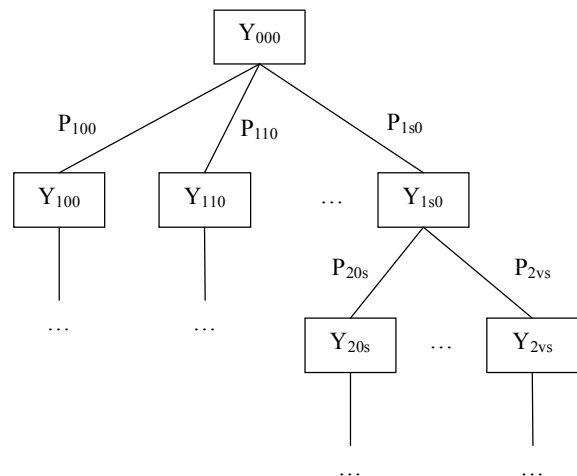 Y₀₀₀
P₁₀₀ P₁₁₀ P₁ₛ₀
Y₁₀₀ Y₁₁₀ … Y₁ₛ₀
P₂₀ₛ P₂ᵥₛ
… … Y₂₀ₛ … Y₂ᵥₛ
… …